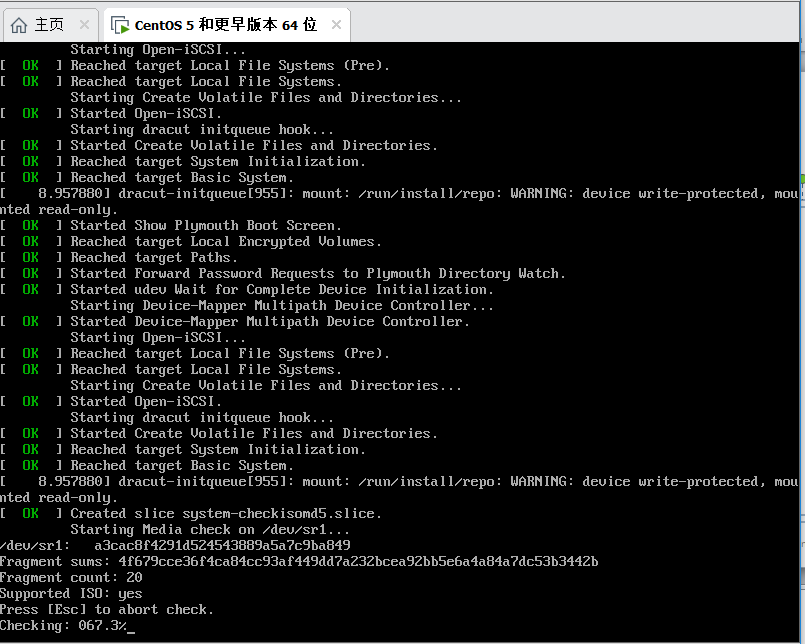 主页 × CentOS 5 和更早版本 64 位 ×
Starting Open-iSCSI...
[  OK  ] Reached target Local File Systems (Pre).
[  OK  ] Reached target Local File Systems.
Starting Create Volatile Files and Directories...
[  OK  ] Started Open-iSCSI.
Starting dracut initqueue hook...
[  OK  ] Started Create Volatile Files and Directories.
[  OK  ] Reached target System Initialization.
[  OK  ] Reached target Basic System.
[    8.957880] dracut-initqueue[955]: mount: /run/install/repo: WARNING: device write-protected, mou
nted read-only.
[  OK  ] Started Show Plymouth Boot Screen.
[  OK  ] Reached target Local Encrypted Volumes.
[  OK  ] Reached target Paths.
[  OK  ] Started Forward Password Requests to Plymouth Directory Watch.
[  OK  ] Started udev Wait for Complete Device Initialization.
Starting Device-Mapper Multipath Device Controller...
[  OK  ] Started Device-Mapper Multipath Device Controller.
Starting Open-iSCSI...
[  OK  ] Reached target Local File Systems (Pre).
[  OK  ] Reached target Local File Systems.
Starting Create Volatile Files and Directories...
[  OK  ] Started Open-iSCSI.
Starting dracut initqueue hook...
[  OK  ] Started Create Volatile Files and Directories.
[  OK  ] Reached target System Initialization.
[  OK  ] Reached target Basic System.
[    8.957880] dracut-initqueue[955]: mount: /run/install/repo: WARNING: device write-protected, mou
nted read-only.
[  OK  ] Created slice system-checkisomd5.slice.
Starting Media check on /dev/sr1...
/dev/sr1:   a3cac8f4291d524543889a5a7c9ba849
Fragment sums: 4f679cce36f4ca84cc93af449dd7a232bcea92bb5e6a4a84a7dc53b3442b
Fragment count: 20
Supported ISO: yes
Press [Esc] to abort check.
Checking: 067.3%_